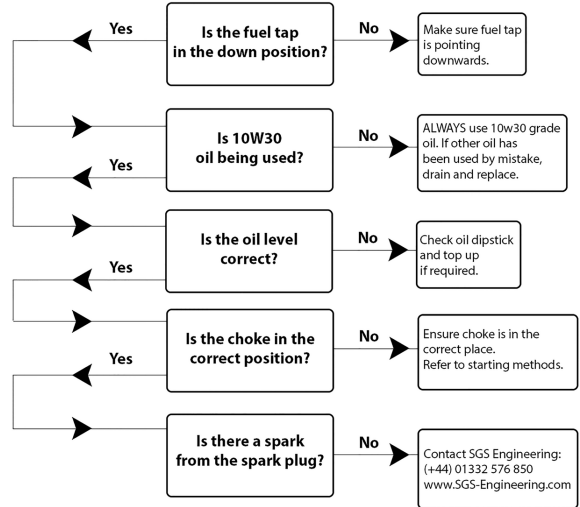 Yes
Is the fuel tap
in the down position?
No
Make sure fuel tap
is pointing
downwards.
Is 10W30
oil being used?
No
ALWAYS use 10w30 grade
oil. If other oil has
been used by mistake,
drain and replace.
Yes
Is the oil level
correct?
No
Check oil dipstick
and top up
if required.
Yes
Is the choke in the
correct position?
No
Ensure choke is in the
correct place.
Refer to starting methods.
Yes
Is there a spark
from the spark plug?
No
Contact SGS Engineering:
(+44) 01332 576 850
www.SGS-Engineering.com